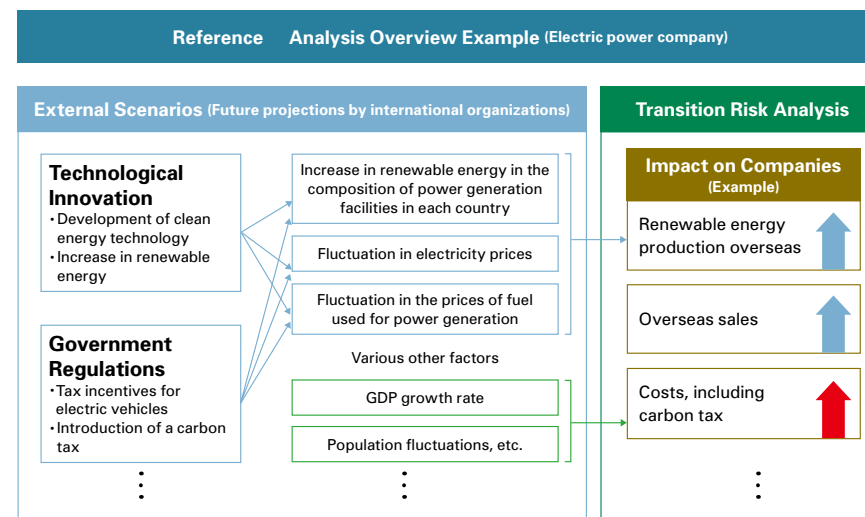 Reference Analysis Overview Example (Electric power company)
External Scenarios (Future projections by international organizations)
Technological
Innovation
・Development of clean
energy technology
・Increase in renewable
energy
Government
Regulations
・Tax incentives for
electric vehicles
・Introduction of a carbon
tax
Increase in renewable energy in the
composition of power generation
facilities in each country
Fluctuation in electricity prices
Fluctuation in the prices of fuel
used for power generation
Various other factors
GDP growth rate
Population fluctuations, etc.
Transition Risk Analysis
Impact on Companies
(Example)
Renewable energy
production overseas
Overseas sales
Costs, including
carbon tax